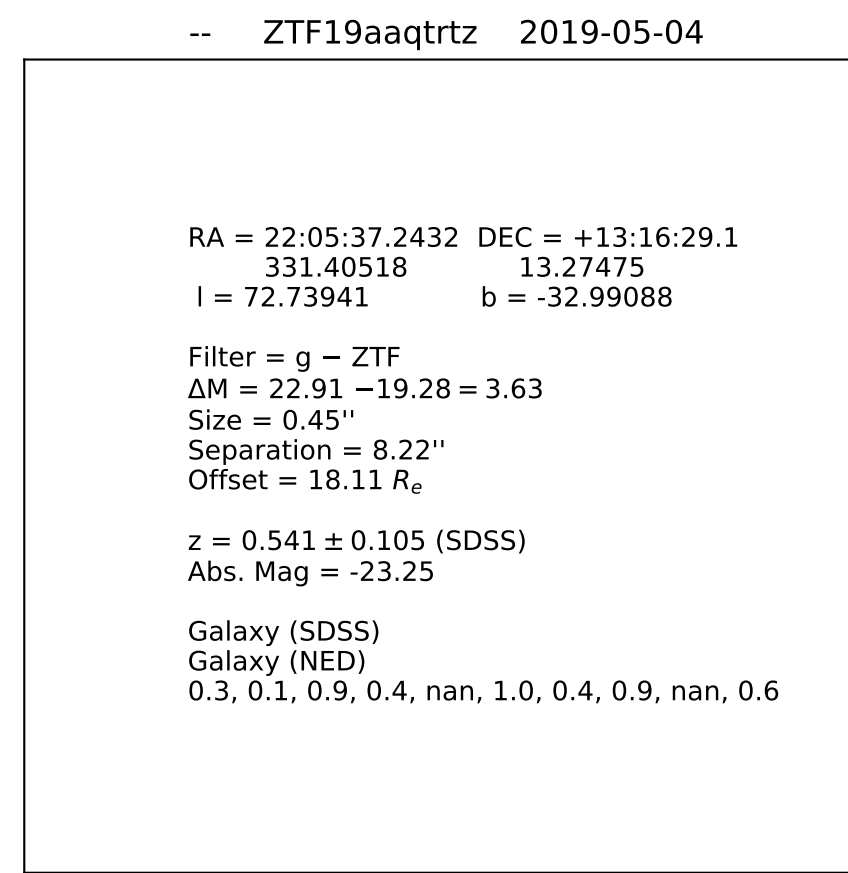 -- ZTF19aaqtrtz 2019-05-04
RA = 22:05:37.2432 DEC = +13:16:29.1
331.40518 13.27475
l = 72.73941 b = -32.99088
Filter = g − ZTF
ΔM = 22.91 −19.28 = 3.63
Size = 0.45''
Separation = 8.22''
Offset = 18.11 Re
z = 0.541 ± 0.105 (SDSS)
Abs. Mag = -23.25
Galaxy (SDSS)
Galaxy (NED)
0.3, 0.1, 0.9, 0.4, nan, 1.0, 0.4, 0.9, nan, 0.6